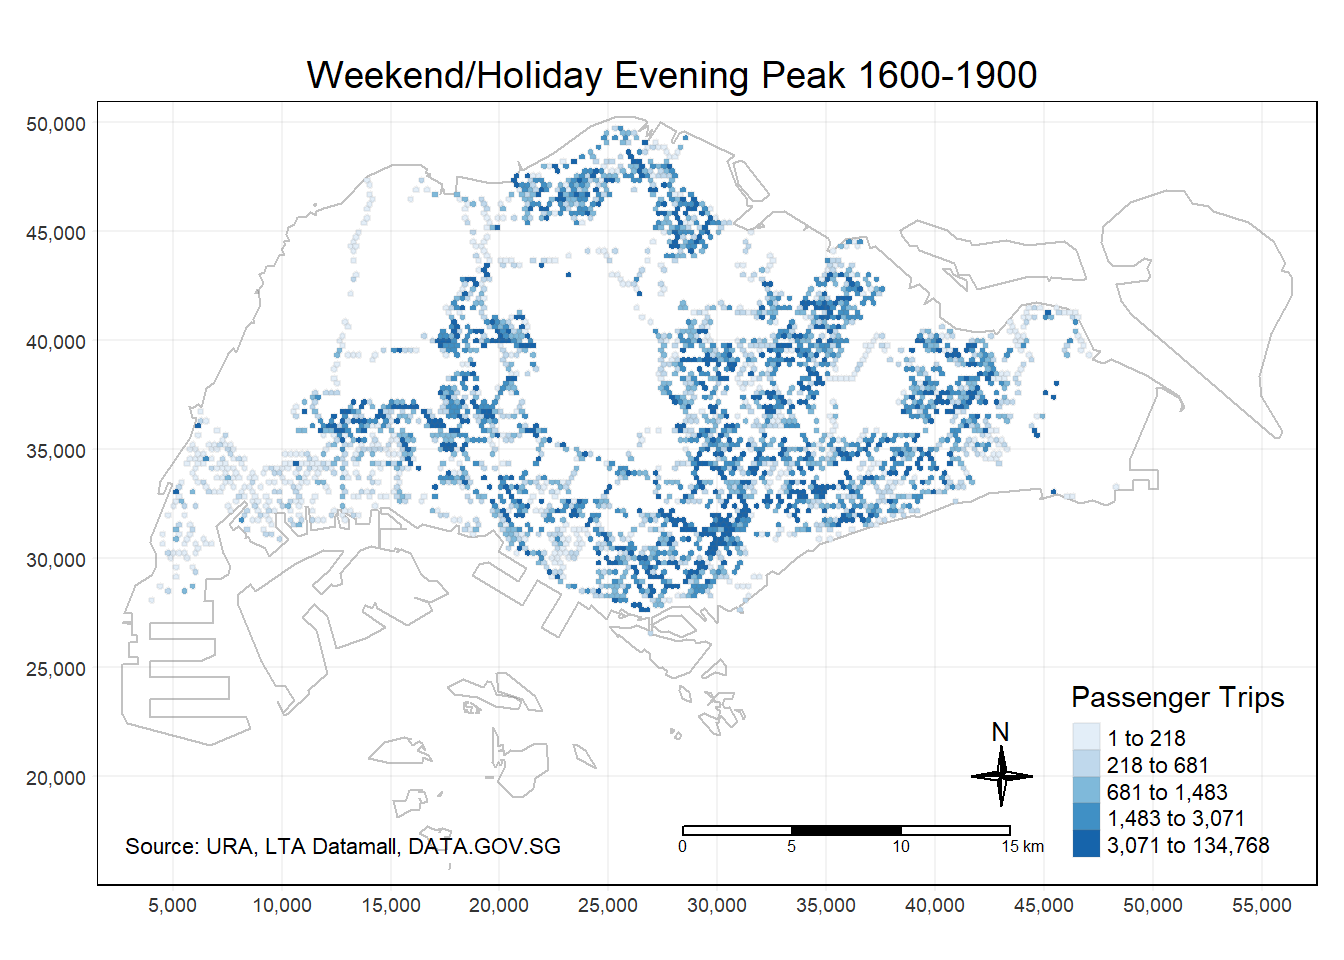 Weekend/Holiday Evening Peak 1600-1900
50,000
45,000
40,000
35,000
30,000
25,000
20,000
Passenger Trips
1 to 218
218 to 681
681 to 1,483
1,483 to 3,071
3,071 to 134,768
N
0 5 10 15 km
Source: URA, LTA Datamall, DATA.GOV.SG
5,000 10,000 15,000 20,000 25,000 30,000 35,000 40,000 45,000 50,000 55,000